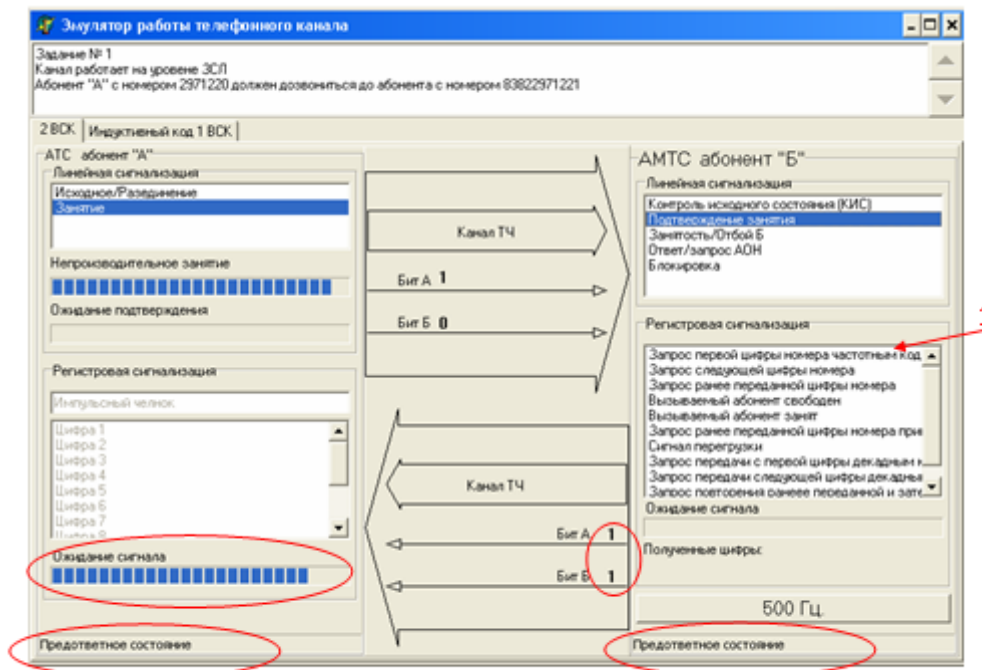 Эмулятор работы телефонного канала
Задание № 1
Канал работает на уровене ЗСЛ
Абонент "А" с номером 2971220 должен дозвониться до абонента с номером 83822971221
2 ВСК
Индуктивный код 1 ВСК
АТС абонент "А"
Линейная сигнализация
Исходное/Разединение
Занятие
Непроизводительное занятие
Ожидание подтверждения
Регистровая сигнализация
Импульсный челнок
Цифра 1
Цифра 2
Цифра 3
Цифра 4
Цифра 5
Цифра 6
Цифра 7
Цифра 8
Ожидание сигнала
Предответное состояние
Канал ТЧ
Бит А 1
Бит Б 0
Канал ТЧ
Бит А 1
Бит Б 1
АМТС абонент "Б"
Линейная сигнализация
Контроль исходного состояния (КИС)
Подтверждение занятия
Занятость/Отбой Б
Ответ/запрос АОН
Блокировка
Регистровая сигнализация
Запрос первой цифры номера частотным код
Запрос следующей цифры номера
Запрос ранее переданной цифры номера
Вызываемый абонент свободен
Вызываемый абонент занят
Запрос ранее переданной цифры номера при
Сигнал перегрузки
Запрос передачи с первой цифры декадным к
Запрос передачи следующей цифры декадны
Запрос повторения ранеее переданной и зате
Ожидание сигнала
Полученные цифры:
500 Гц.
Предответное состояние